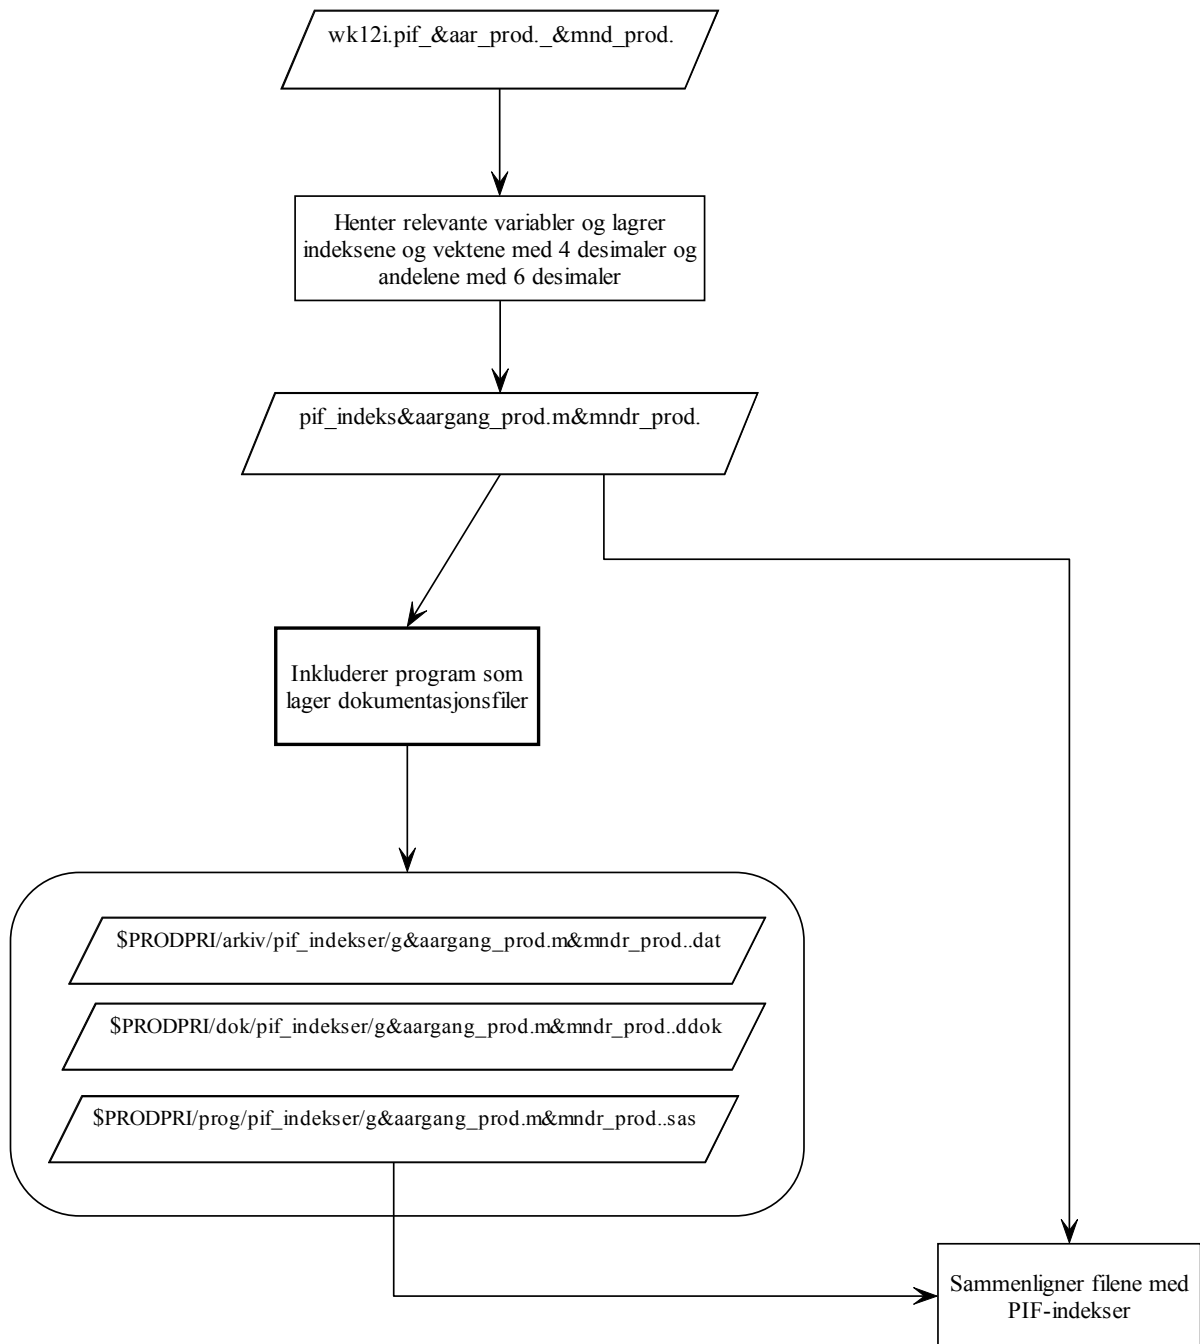 wk12i.pif_&aar_prod._&mnd_prod.
Henter relevante variabler og lagrer
indeksene og vektene med 4 desimaler og
andelene med 6 desimaler
pif_indeks&aargang_prod.m&mndr_prod.
Inkluderer program som
lager dokumentasjonsfiler
$PRODPRI/arkiv/pif_indekser/g&aargang_prod.m&mndr_prod..dat
$PRODPRI/dok/pif_indekser/g&aargang_prod.m&mndr_prod..ddok
$PRODPRI/prog/pif_indekser/g&aargang_prod.m&mndr_prod..sas
Sammenligner filene med
PIF-indekser